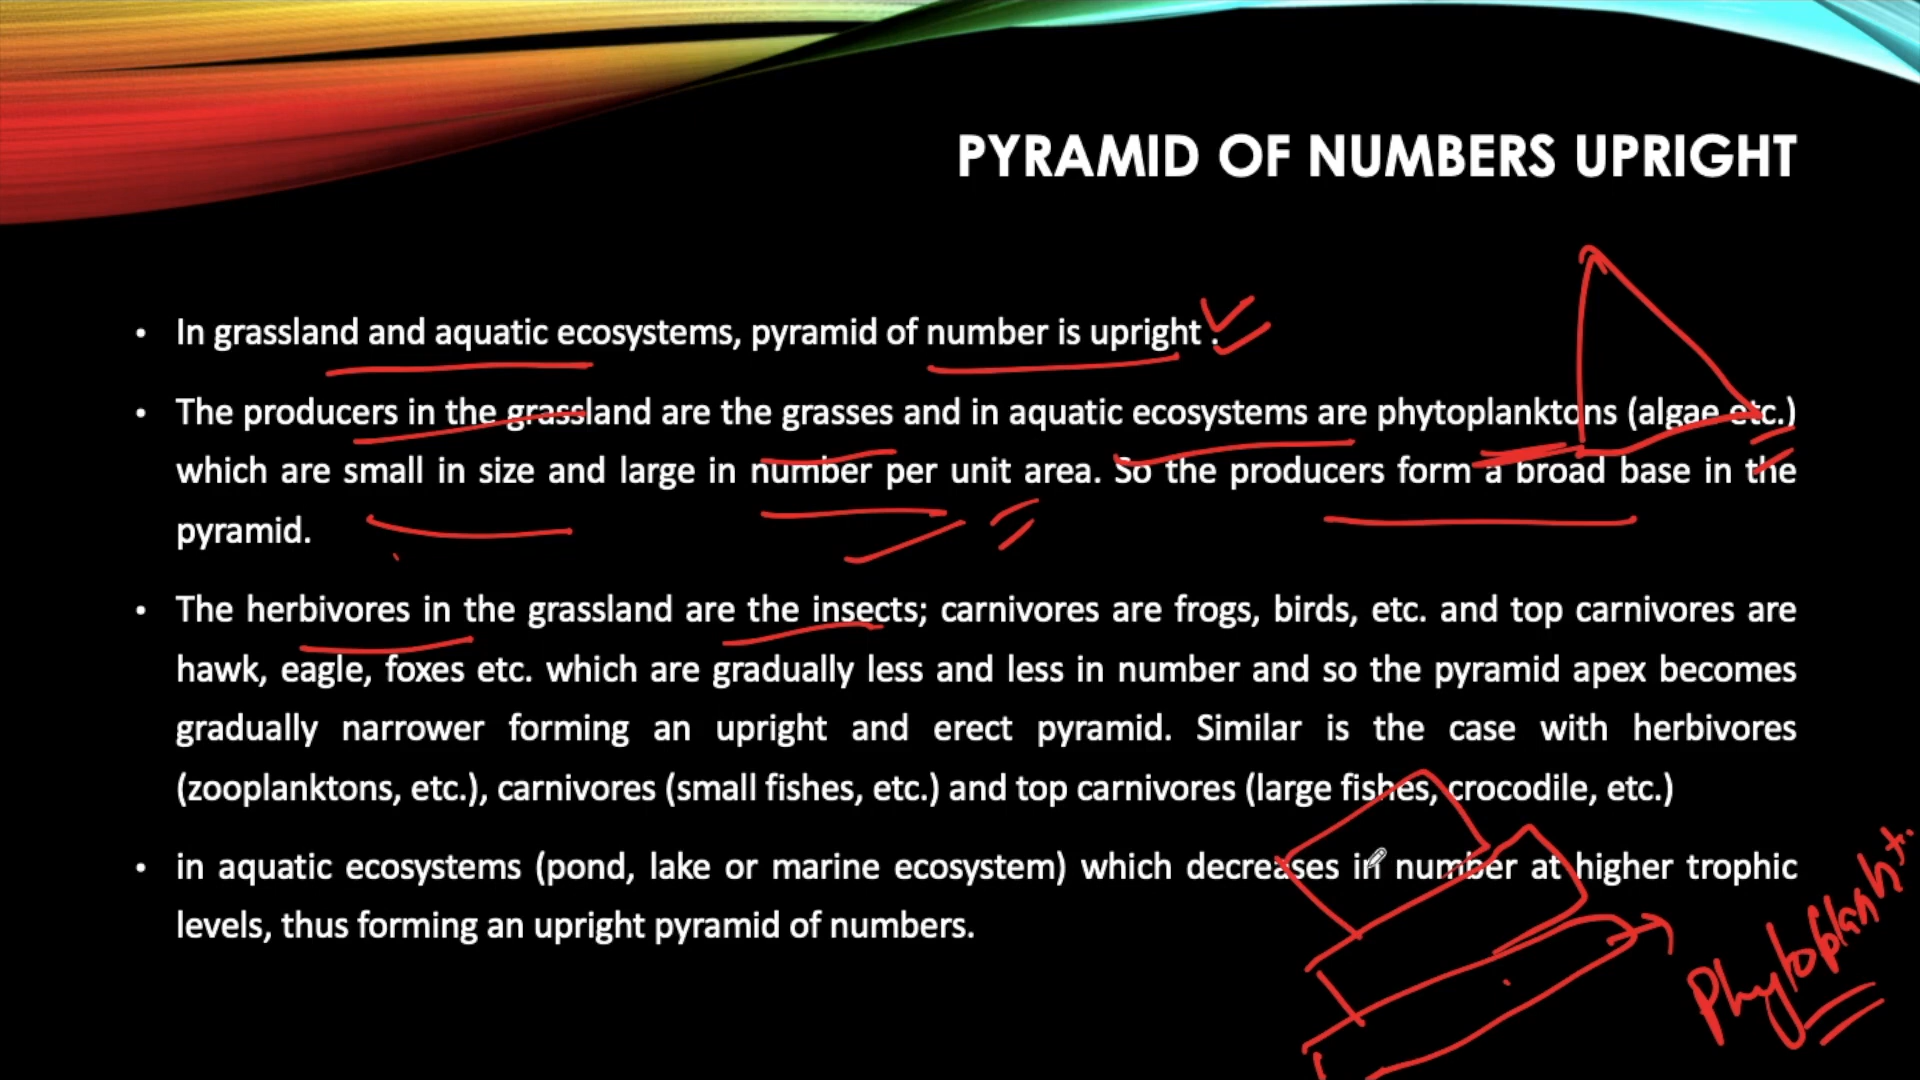 PYRAMID OF NUMBERS UPRIGHT
• In grassland and aquatic ecosystems, pyramid of number is upright .
• The producers in the grassland are the grasses and in aquatic ecosystems are phytoplanktons (algae etc.)
which are small in size and large in number per unit area. So the producers form a broad base in the
pyramid.
• The herbivores in the grassland are the insects; carnivores are frogs, birds, etc. and top carnivores are
hawk, eagle, foxes etc. which are gradually less and less in number and so the pyramid apex becomes
gradually narrower forming an upright and erect pyramid. Similar is the case with herbivores
(zooplanktons, etc.), carnivores (small fishes, etc.) and top carnivores (large fishes, crocodile, etc.)
• in aquatic ecosystems (pond, lake or marine ecosystem) which decreases in number at higher trophic
levels, thus forming an upright pyramid of numbers.